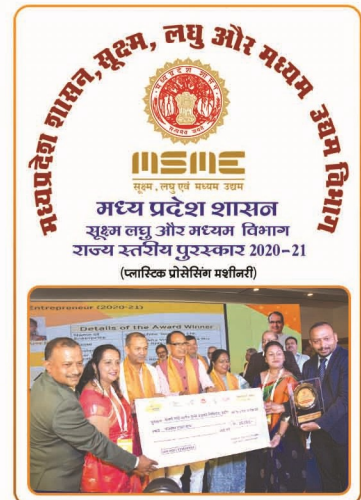 मध्यप्रदेश शासन, सूक्ष्म, लघु और मध्यम उद्यम विभाग
MSME
सूक्ष्म, लघु एवं मध्यम उद्यम
मध्य प्रदेश शासन
सूक्ष्म लघु और मध्यम विभाग
राज्य स्तरीय पुरस्कार 2020-21
(प्लास्टिक प्रोसेसिंग मशीनरी)
Entrepreneur (2020-21)
Details of the Award Winner